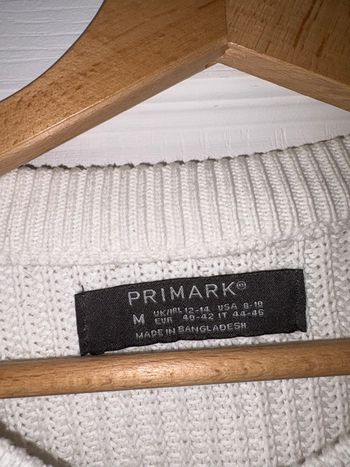 PRIMARK®
M UK/IRL 12-14 USA 8-10
EUR 40-42 IT 44-46
MADE IN BANGLADESH